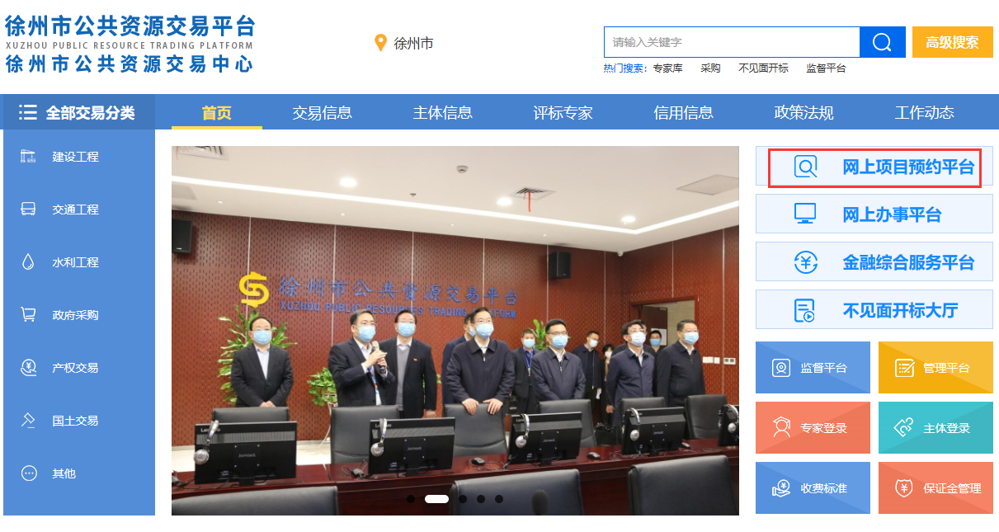 徐州市公共资源交易平台
XUZHOU PUBLIC RESOURCE TRADING PLATFORM
徐州市公共资源交易中心
徐州市
请输入关键字
高级搜索
热门搜索： 专家库 采购 不见面开标 监督平台
全部交易分类 首页 交易信息 主体信息 评标专家 信用信息 政策法规 工作动态
建设工程
交通工程
水利工程
政府采购
产权交易
国土交易
其他
徐州市公共资源交易平台
XUZHOU PUBLIC RESOURCES TRADING PLATFORM
网上项目预约平台
网上办事平台
金融综合服务平台
不见面开标大厅
监督平台 管理平台
专家登录 主体登录
收费标准 保证金管理